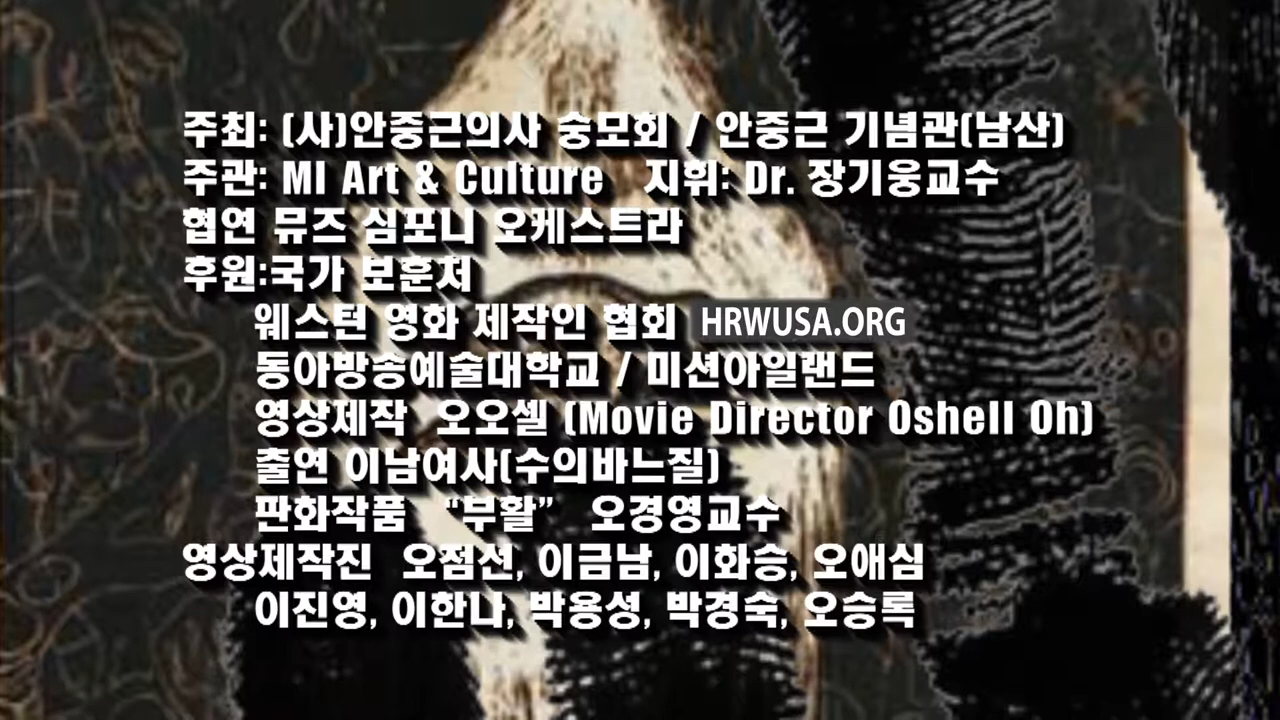 주최: (사)안중근의사 숭모회 / 안중근 기념관(남산)
주관: MI Art & Culture 지휘: Dr. 장기웅교수
협연 뮤즈 심포니 오케스트라
후원:국가 보훈처
웨스턴 영화 제작인 협회 HRWUSA.ORG
동아방송예술대학교 / 미션아일랜드
영상제작 오오셀 (Movie Director Oshell Oh)
출연 이남여사(수의바느질)
판화작품 “부활” 오경영교수
영상제작진 오점선, 이금남, 이화승, 오애심
이진영, 이한나, 박용성, 박경숙, 오승록